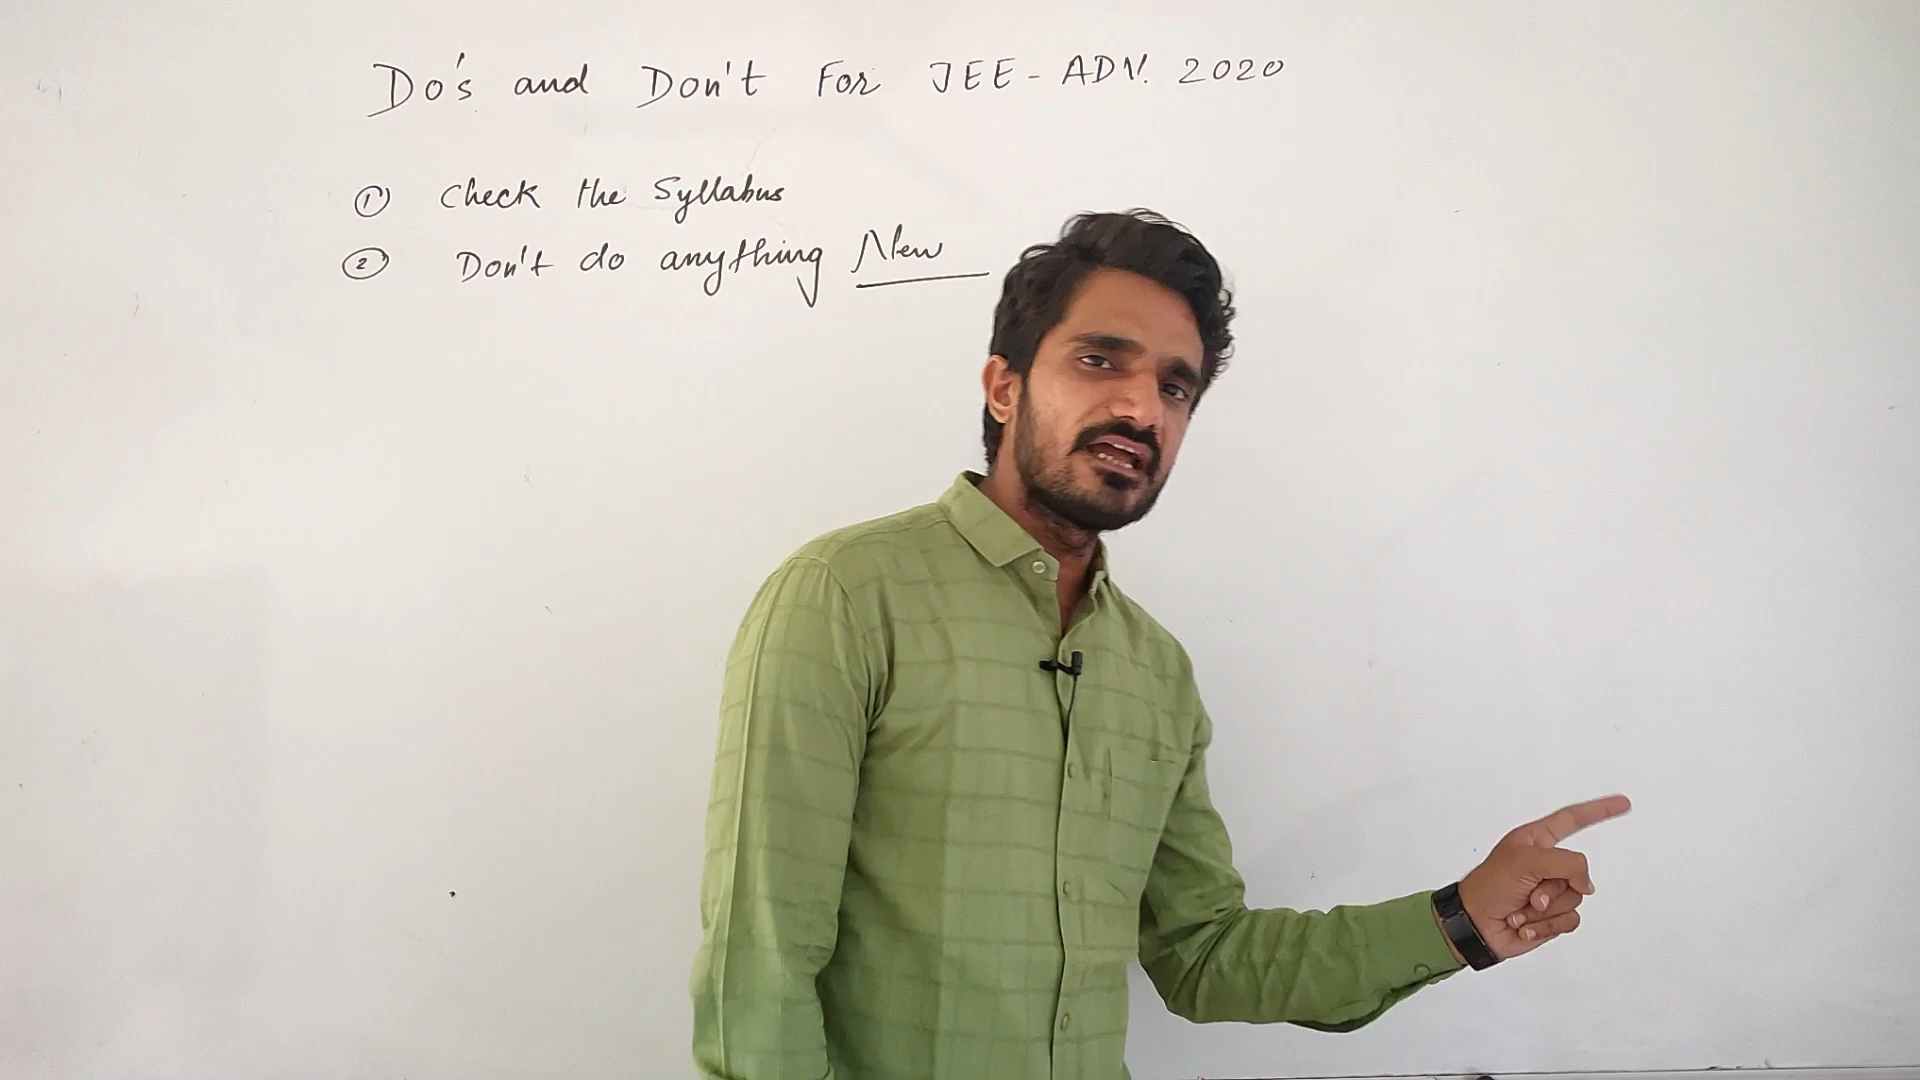 Do's and Don't For JEE - ADV. 2020
① Check the Syllabus
② Don't do anything New